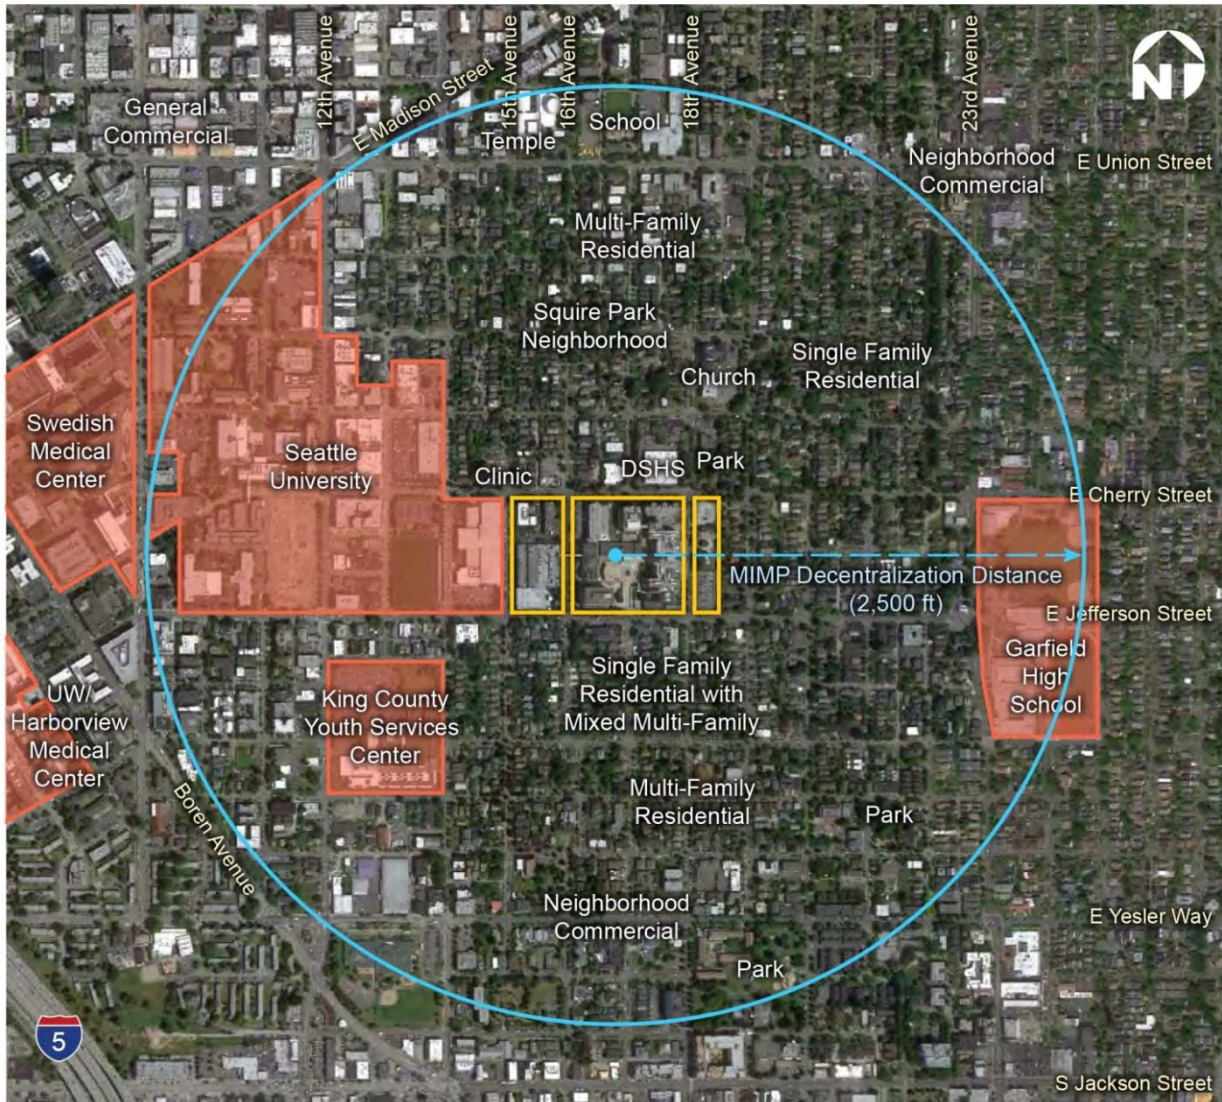 12th Avenue
E Madison Street
15th Avenue
16th Avenue
18th Avenue
23rd Avenue
N
General
Commercial
Temple
School
Neighborhood
Commercial
E Union Street
Multi-Family
Residential
Squire Park
Neighborhood
Single Family
Residential
Church
Swedish
Medical
Center
Seattle
University
Clinic
DSHS
Park
E Cherry Street
MIMP Decentralization Distance
(2,500 ft)
E Jefferson Street
Garfield
High
School
Single Family
Residential with
Mixed Multi-Family
King County
Youth Services
Center
UW/
Harborview
Medical
Center
Boren Avenue
Multi-Family
Residential
Park
Neighborhood
Commercial
E Yesler Way
Park
5
S Jackson Street